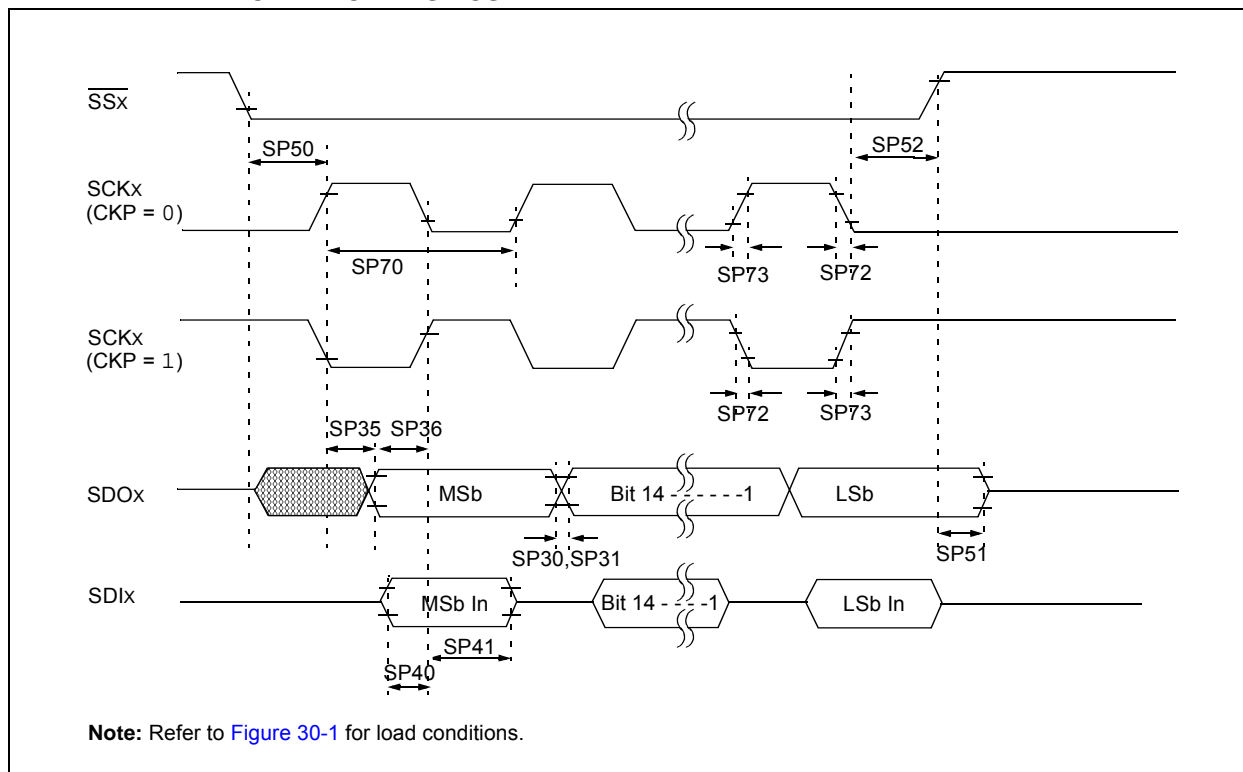 SSx
SP50
SP52
SCKx
(CKP = 0)
SP70
SP73
SP72
SCKx
(CKP = 1)
SP72
SP73
SP35
SP36
SDOx
MSb
Bit 14 - - - - - -1
LSb
SP30,SP31
SP51
SDIx
MSb In
Bit 14 - - - -1
LSb In
SP41
SP40
Note: Refer to Figure 30-1 for load conditions.